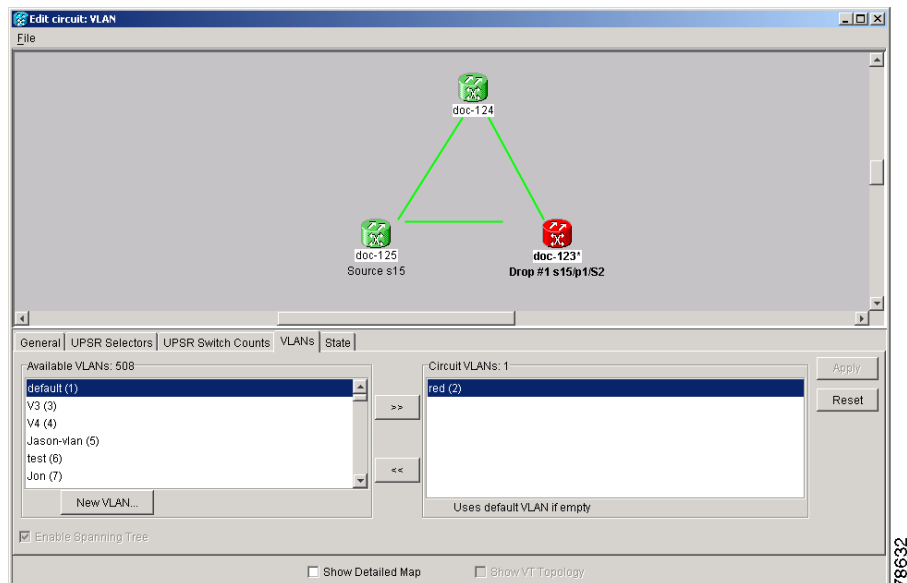 Edit circuit: VLAN
File
doc-124
doc-125
Source s15
doc-123*
Drop #1 s15/p1/S2
General UPSR Selectors UPSR Switch Counts VLANs State
Available VLANs: 508
default (1)
V3 (3)
V4 (4)
Jason-vlan (5)
test (6)
Jon (7)
New VLAN...
>>
<<
Circuit VLANs: 1
red (2)
Uses default VLAN if empty
Apply
Reset
Enable Spanning Tree
Show Detailed Map Show VT Topology
78632